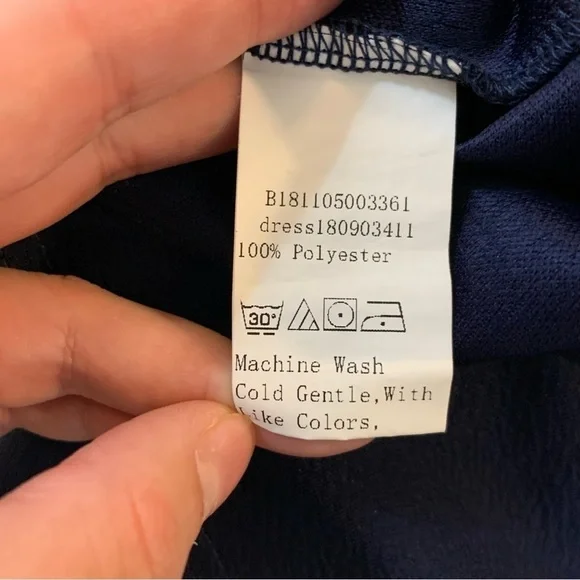 B181105003361
dress180903411
100% Polyester
30°
Machine Wash
Cold Gentle,With
Like Colors,